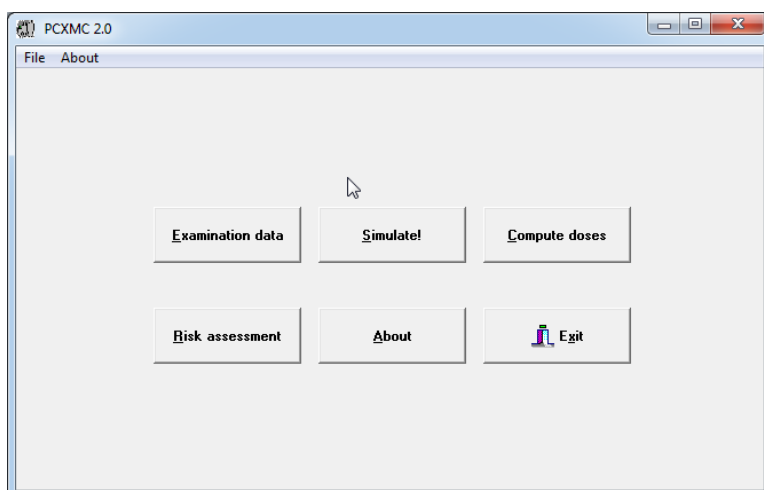 PCXMC 2.0
File About
Examination data Simulate! Compute doses
Risk assessment About Exit